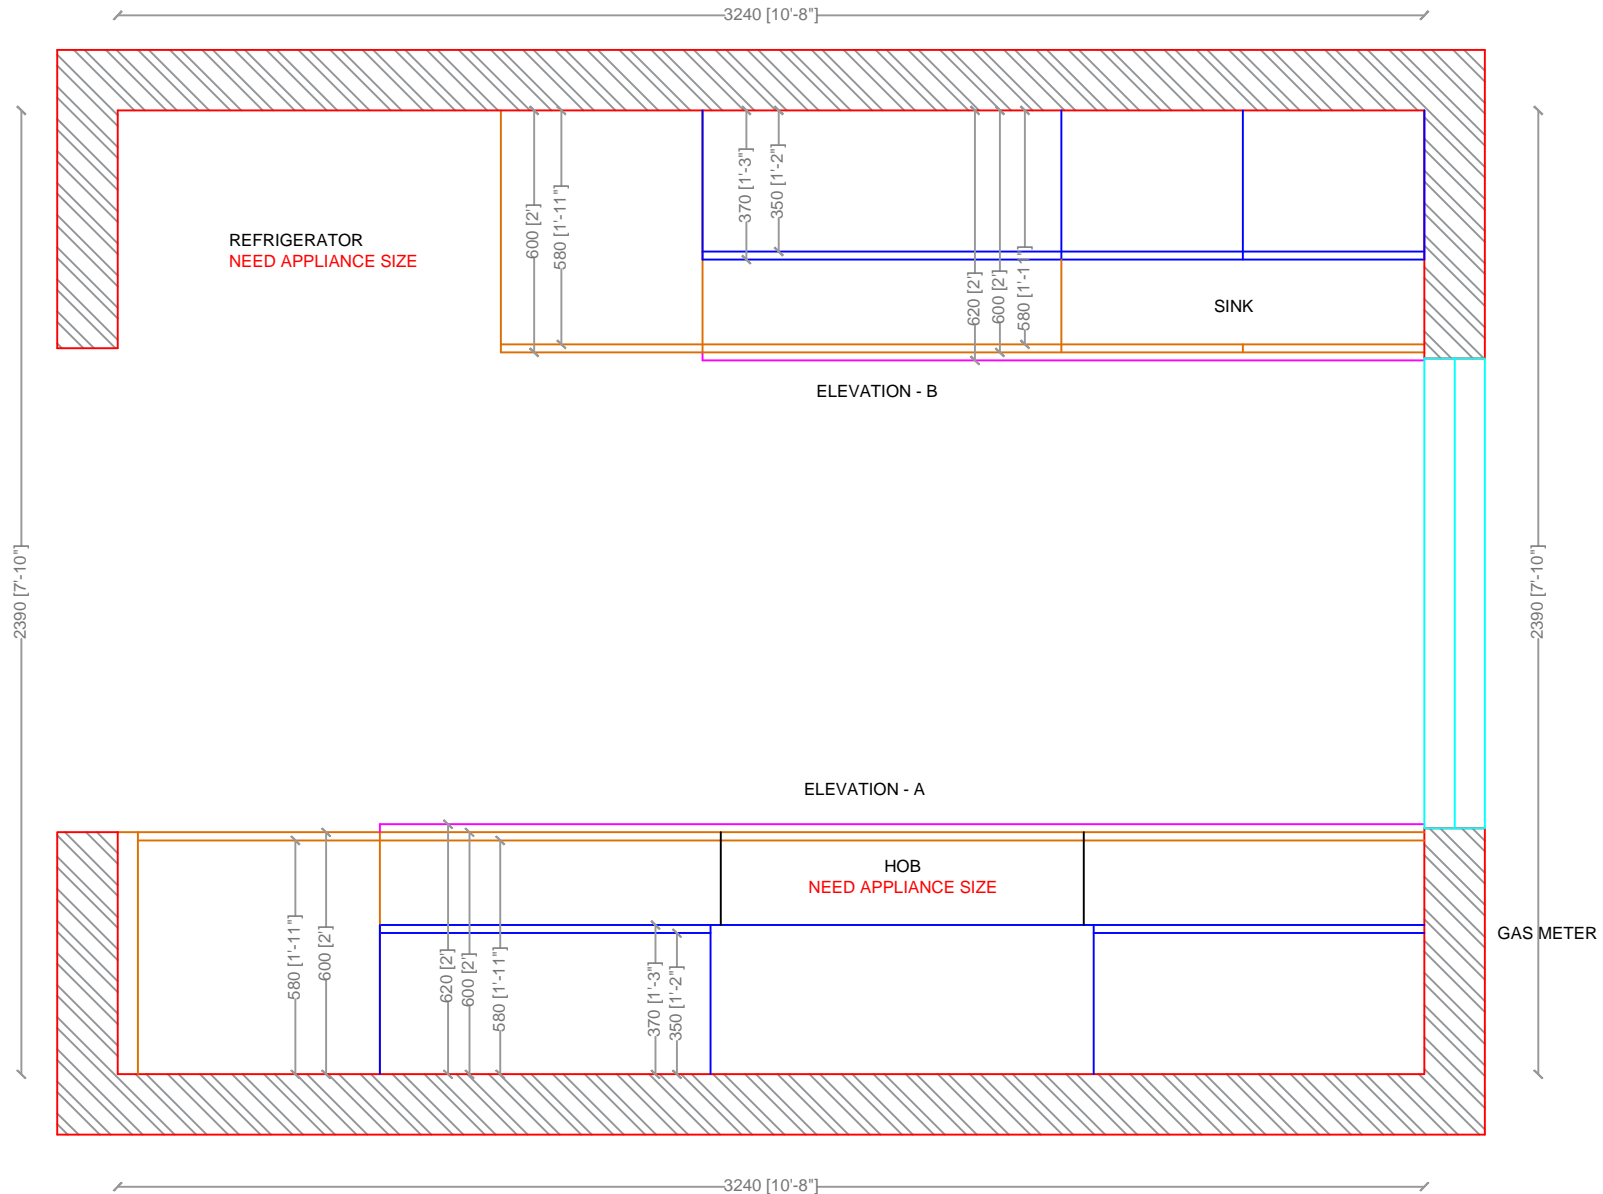 3240 [10'-8"]
370 [1'-3"]
350 [1'-2"]
600 [2']
580 [1'-11"]
REFRIGERATOR
NEED APPLIANCE SIZE
620 [2']
600 [2']
580 [1'-11"]
SINK
ELEVATION - B
2390 [7'-10"]
2390 [7'-10"]
ELEVATION - A
HOB
NEED APPLIANCE SIZE
580 [1'-11"]
600 [2']
620 [2']
600 [2']
580 [1'-11"]
370 [1'-3"]
350 [1'-2"]
GAS METER
3240 [10'-8"]